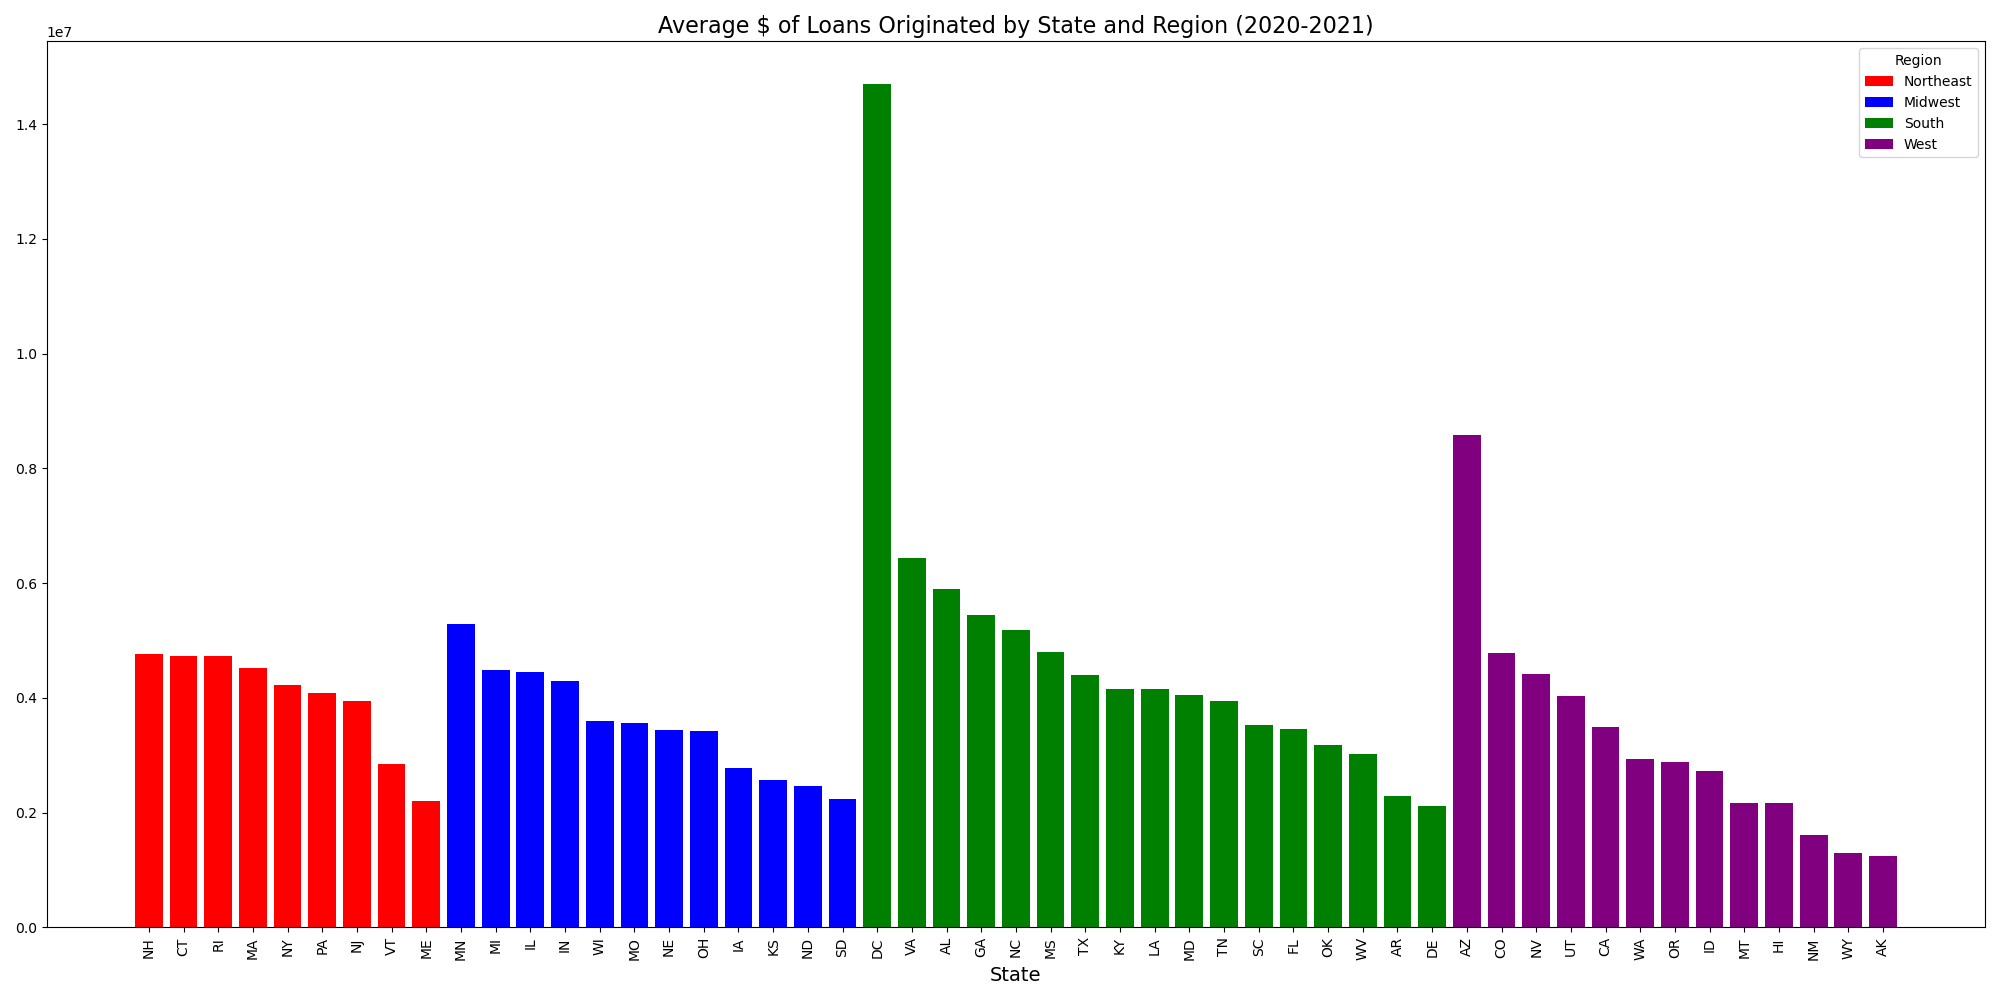 Average $ of Loans Originated by State and Region (2020-2021)
1e7
Region
Northeast
Midwest
South
West
1.4
1.2
1.0
0.8
0.6
0.4
0.2
0.0
NH CT RI MA NY PA NJ VT ME MN MI IL IN WI MO NE OH IA KS ND SD DC VA AL GA NC MS TX KY LA MD TN SC FL OK WV AR DE AZ CO NV UT CA WA OR ID MT HI NM WY AK
State